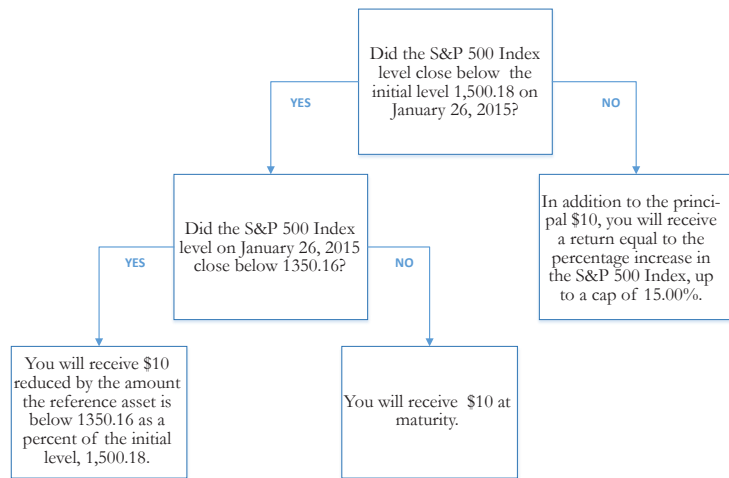 Did the S&P 500 Index
level close below the
initial level 1,500.18 on
January 26, 2015?
YES
NO
Did the S&P 500 Index
level on January 26, 2015
close below 1350.16?
In addition to the princi-
pal $10, you will receive
a return equal to the
percentage increase in
the S&P 500 Index, up
to a cap of 15.00%.
YES
NO
You will receive $10
reduced by the amount
the reference asset is
below 1350.16 as a
percent of the initial
level, 1,500.18.
You will receive $10 at
maturity.